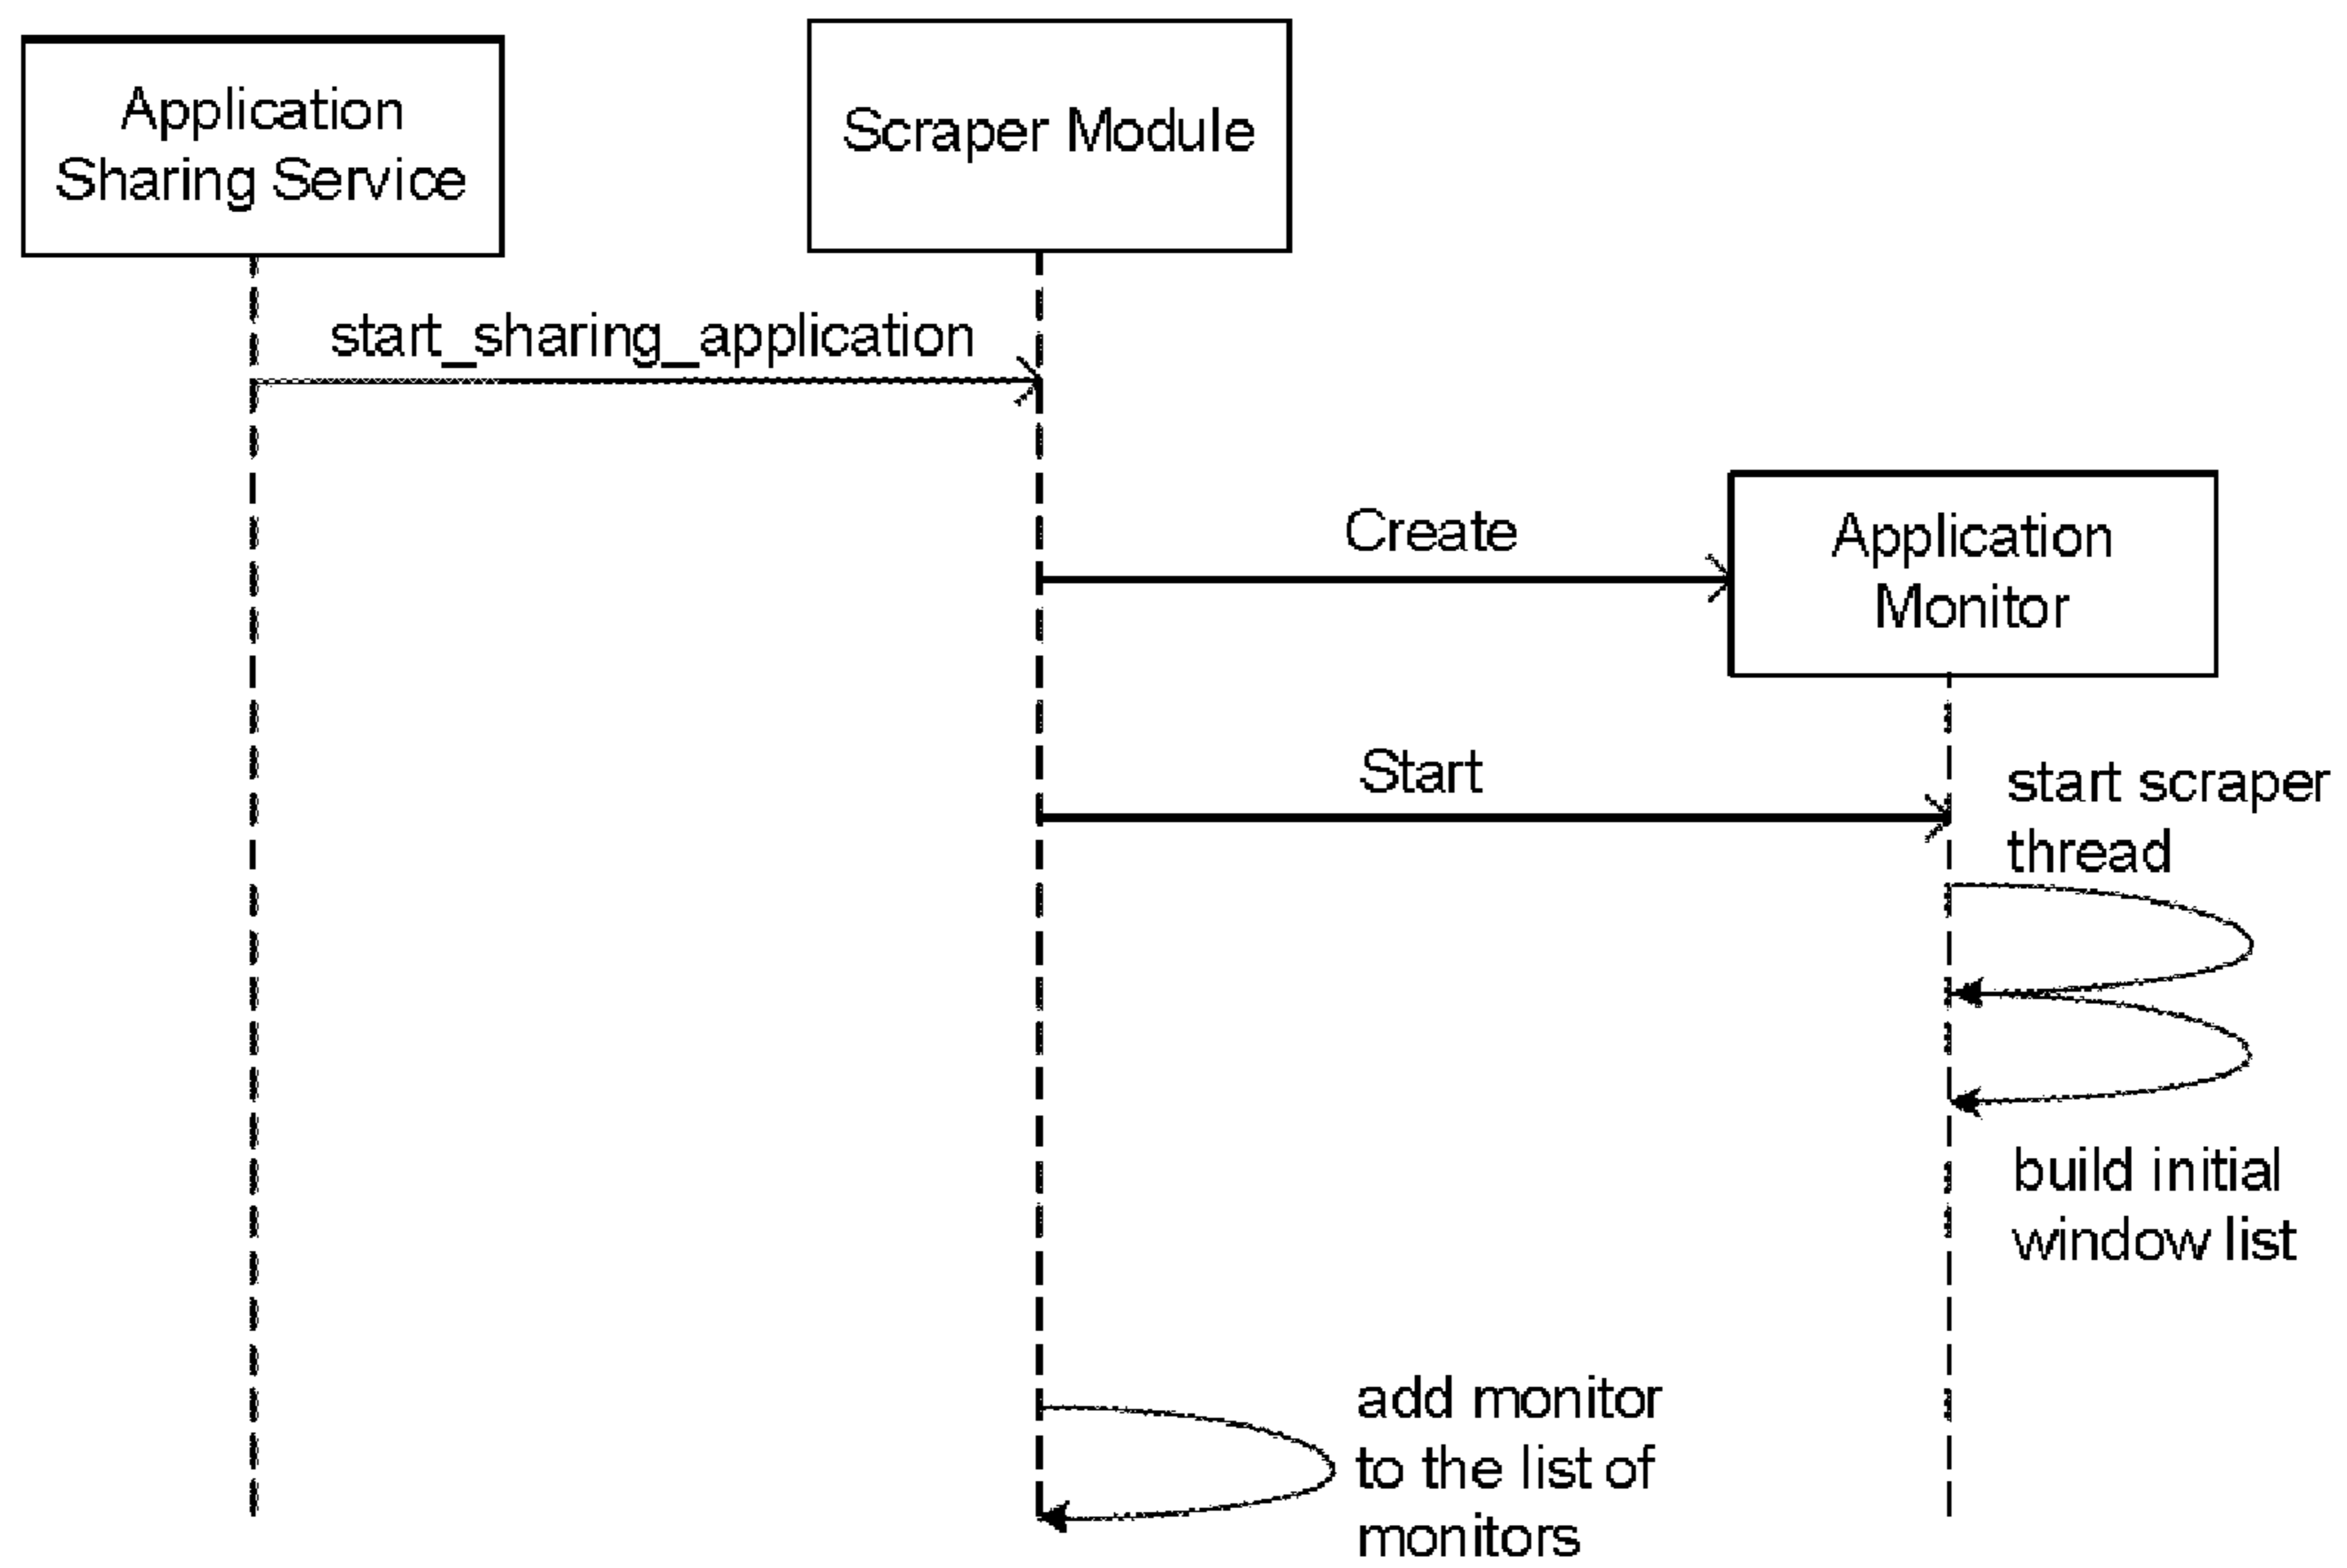 Application
Sharing Service
Scraper Module
start_sharing_application
Create
Application
Monitor
Start
start scraper
thread
build initial
window list
add monitor
to the list of
monitors